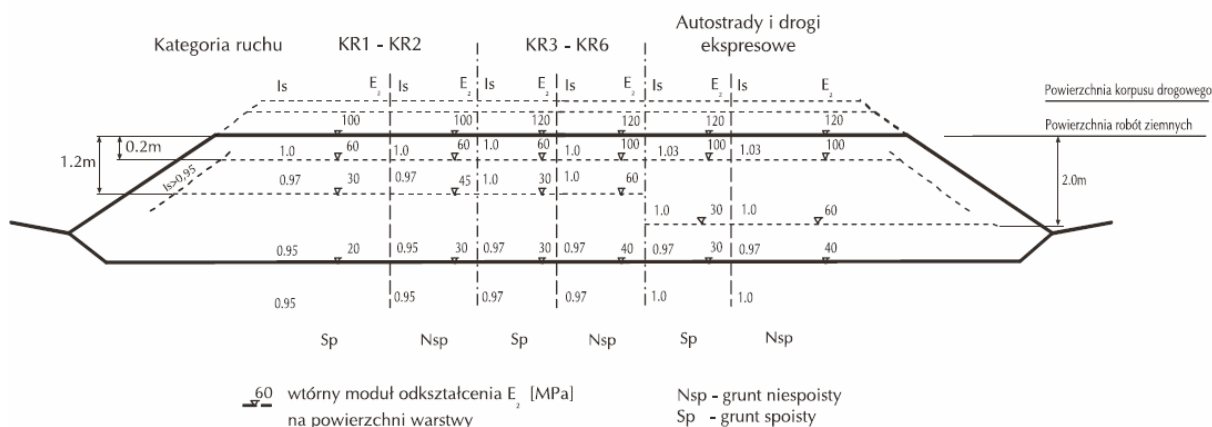 Kategoria ruchu KR1 - KR2 KR3 - KR6 Autostrady i drogi
ekspresowe
Is E₂ Is E₂ Is E₂ Is E₂ Is E₂ Is E₂
Powierzchnia korpusu drogowego
100 100 120 120 120 120
Powierzchnia robót ziemnych
0.2m 1.0 60 1.0 60 1.0 60 1.0 100 1.03 100 1.03 100
1.2m Is>0.95 0.97 30 0.97 45 1.0 30 1.0 60
2.0m
1.0 30 1.0 60
0.95 20 0.95 30 0.97 30 0.97 40 0.97 30 0.97 40
0.95 0.95 0.97 0.97 1.0 1.0
Sp Nsp Sp Nsp Sp Nsp
60 wtórny moduł odkształcenia E₂ [MPa]
na powierzchni warstwy
Nsp - grunt niespoisty
Sp - grunt spoisty